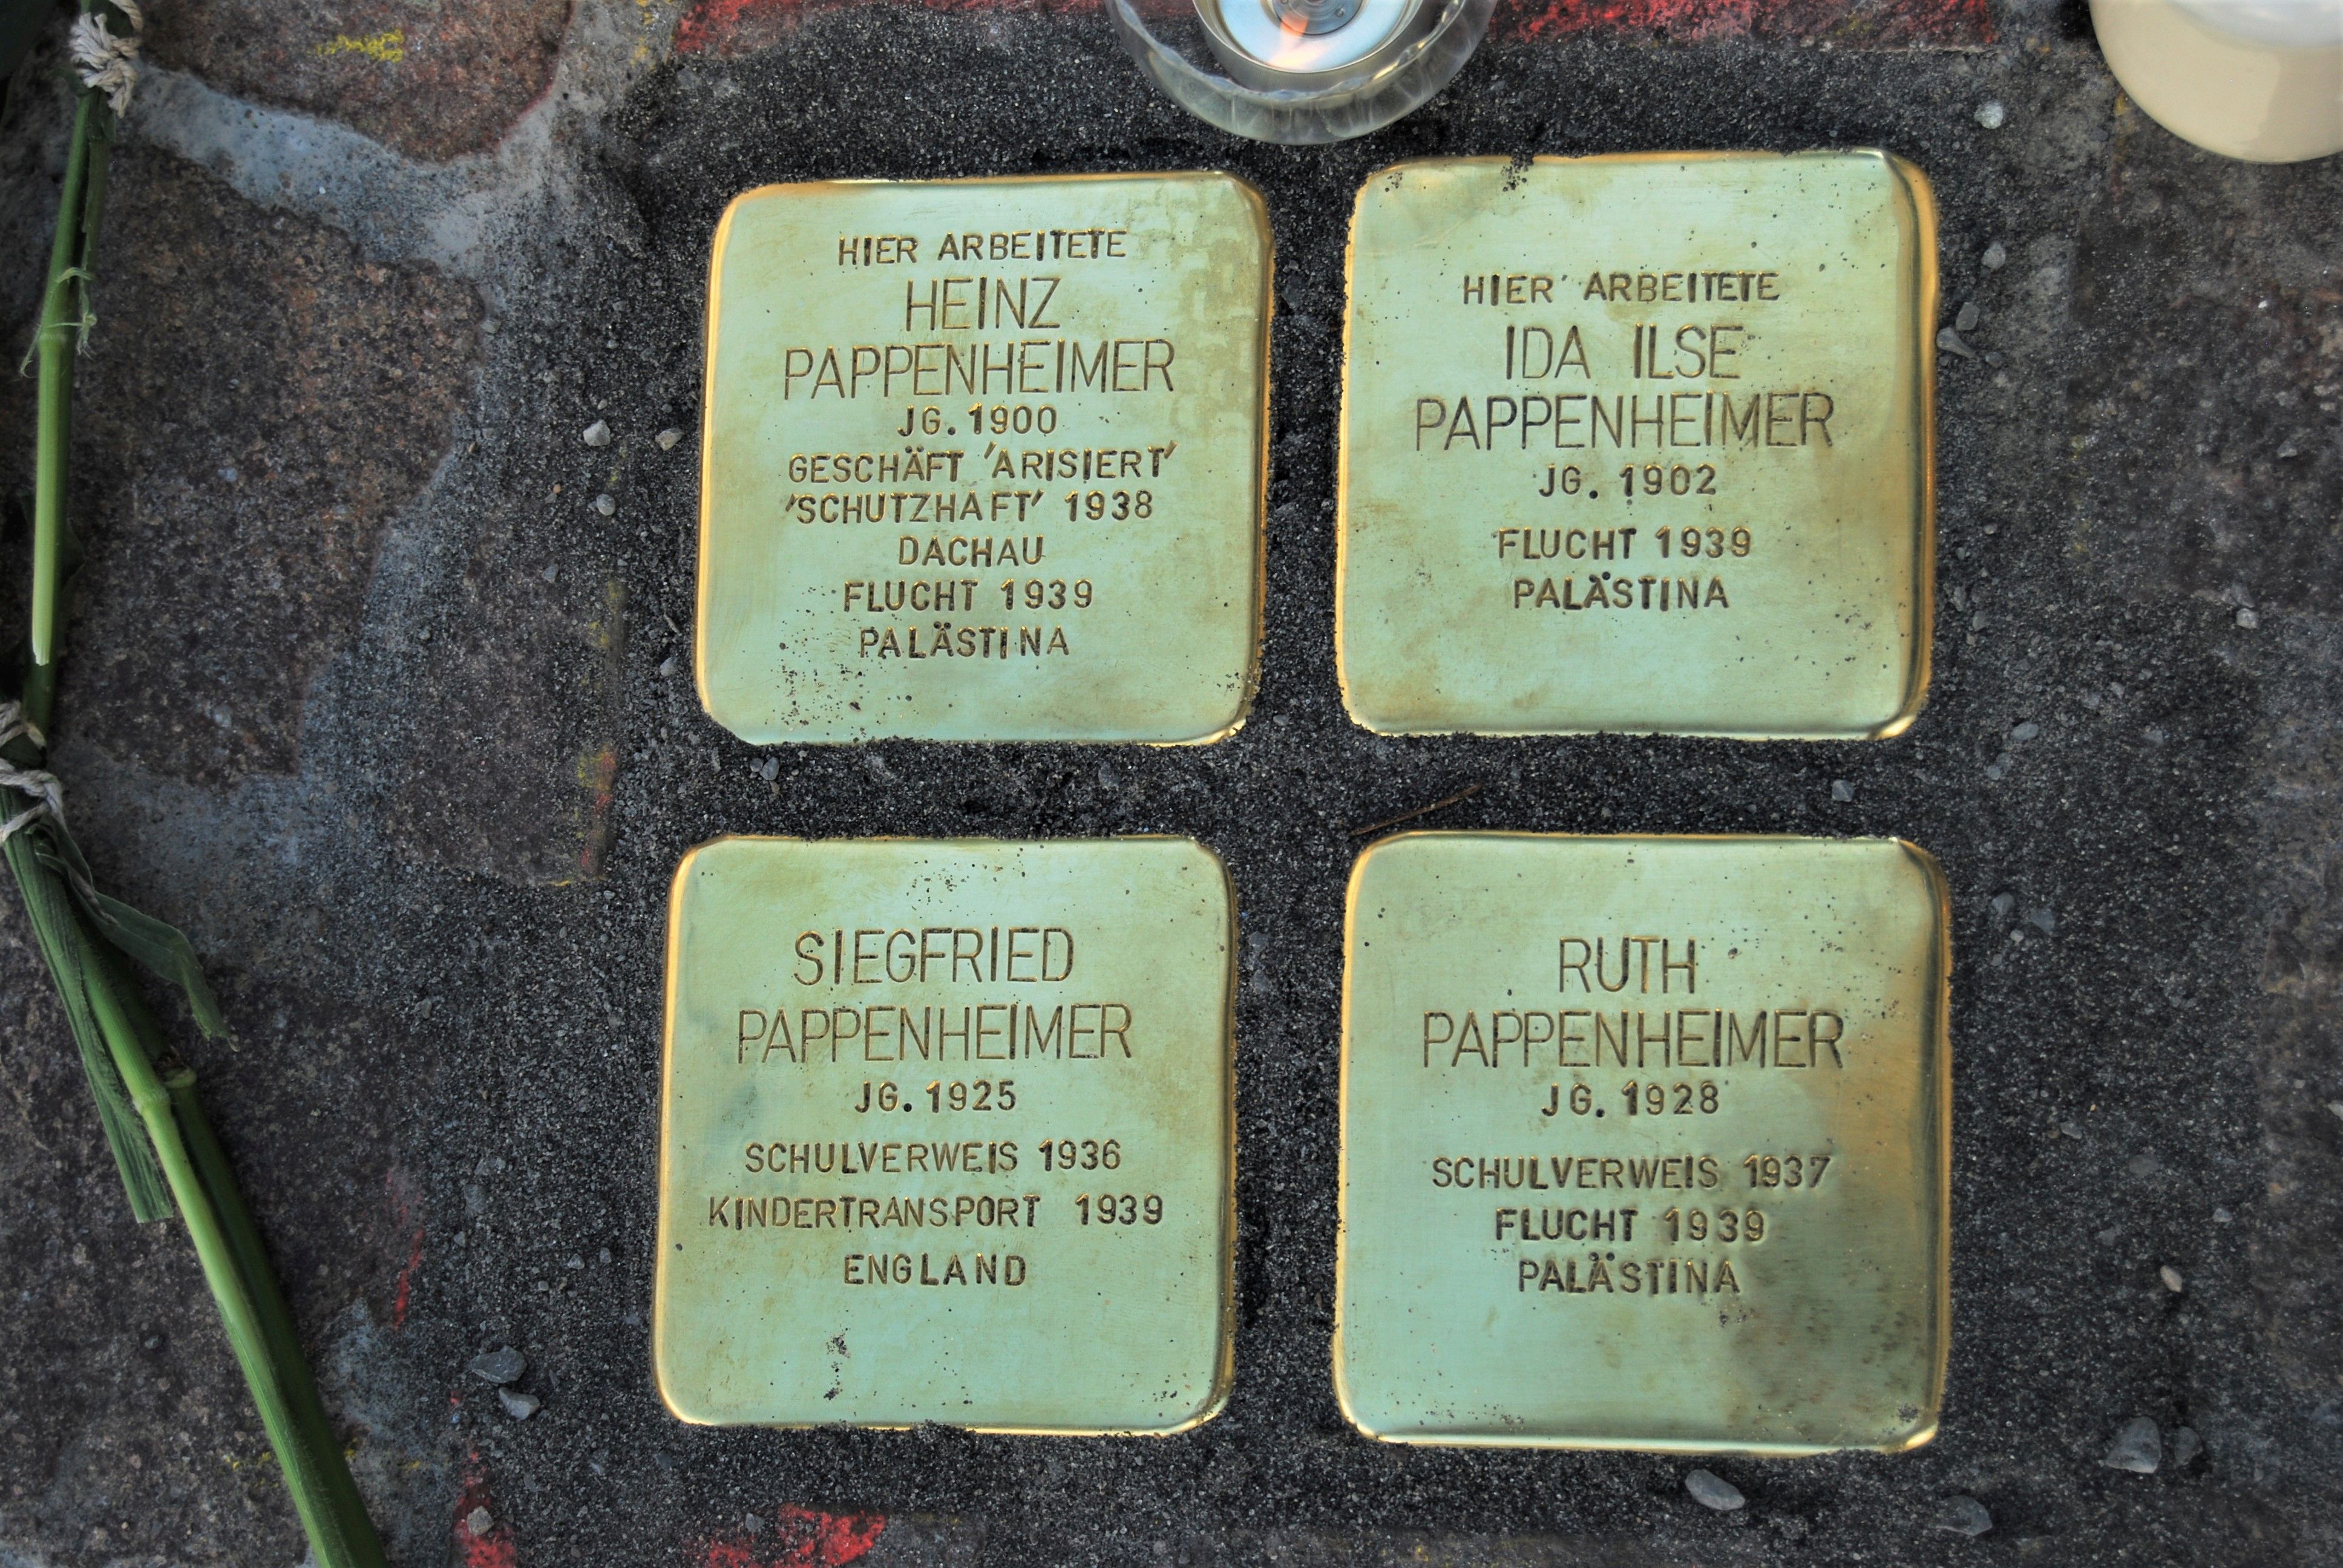 HIER ARBEITETE
HEINZ
PAPPENHEIMER
JG. 1900
GESCHÄFT 'ARISIERT'
'SCHUTZHAFT' 1938
DACHAU
FLUCHT 1939
PALÄSTINA
HIER ARBEITETE
IDA ILSE
PAPPENHEIMER
JG. 1902
FLUCHT 1939
PALÄSTINA
SIEGFRIED
PAPPENHEIMER
JG. 1925
SCHULVERWEIS 1936
KINDERTRANSPORT 1939
ENGLAND
RUTH
PAPPENHEIMER
JG. 1928
SCHULVERWEIS 1937
FLUCHT 1939
PALÄSTINA